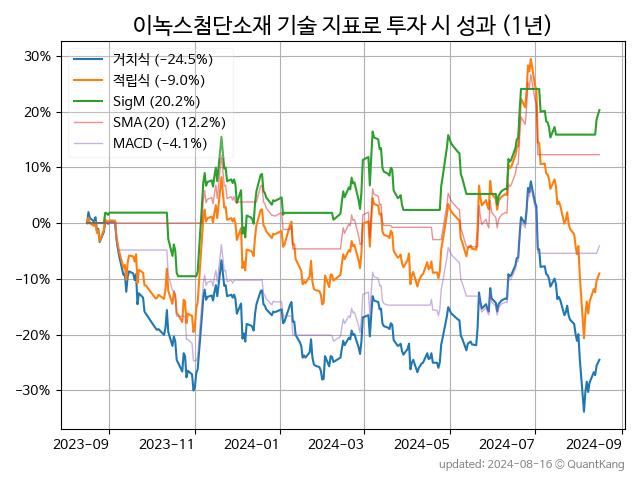 이녹스첨단소재 기술 지표로 투자 시 성과 (1년)
30%
20%
10%
0%
−10%
−20%
−30%
거치식 (−24.5%)
적립식 (−9.0%)
SigM (20.2%)
SMA(20) (12.2%)
MACD (−4.1%)
2023−09
2023−11
2024−01
2024−03
2024−05
2024−07
2024−09
updated: 2024−08−16 © QuantKang